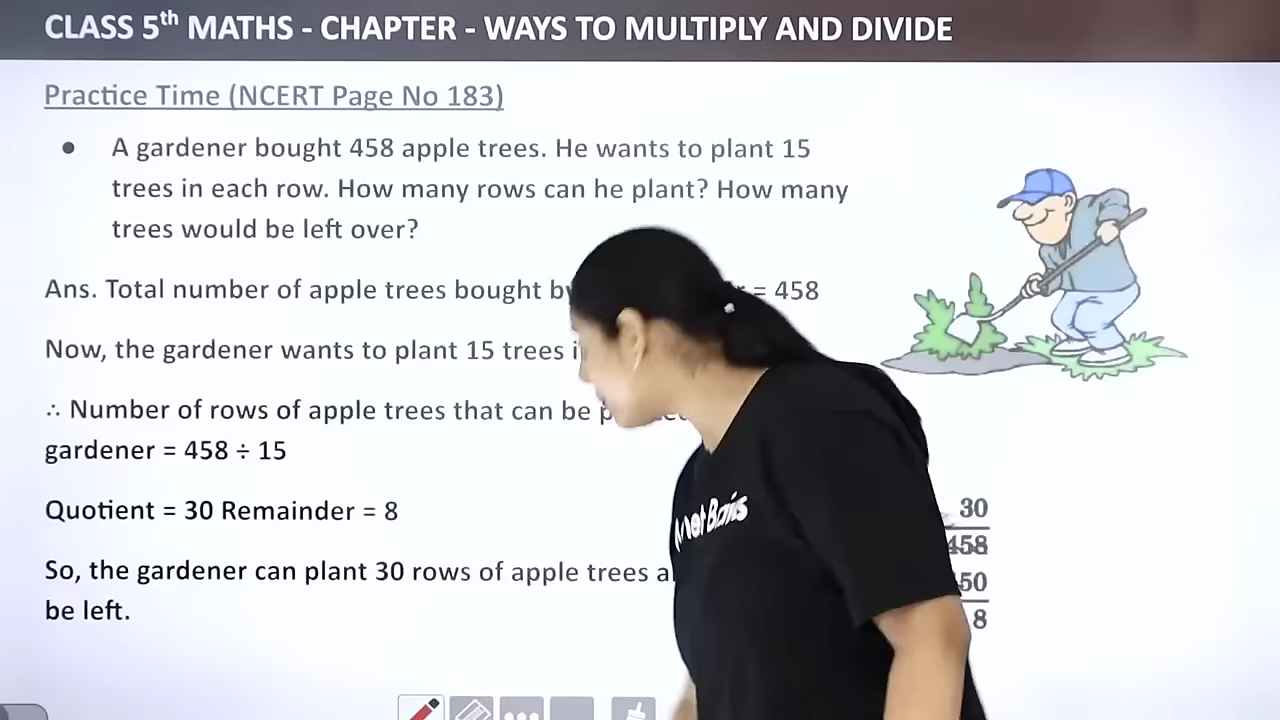 CLASS 5th MATHS - CHAPTER - WAYS TO MULTIPLY AND DIVIDE
Practice Time (NCERT Page No 183)
• A gardener bought 458 apple trees. He wants to plant 15
trees in each row. How many rows can he plant? How many
trees would be left over?
Ans. Total number of apple trees bought = 458
Now, the gardener wants to plant 15 trees
∴ Number of rows of apple trees that can be
gardener = 458 ÷ 15
Quotient = 30 Remainder = 8
So, the gardener can plant 30 rows of apple trees
be left.
30
458
50
8